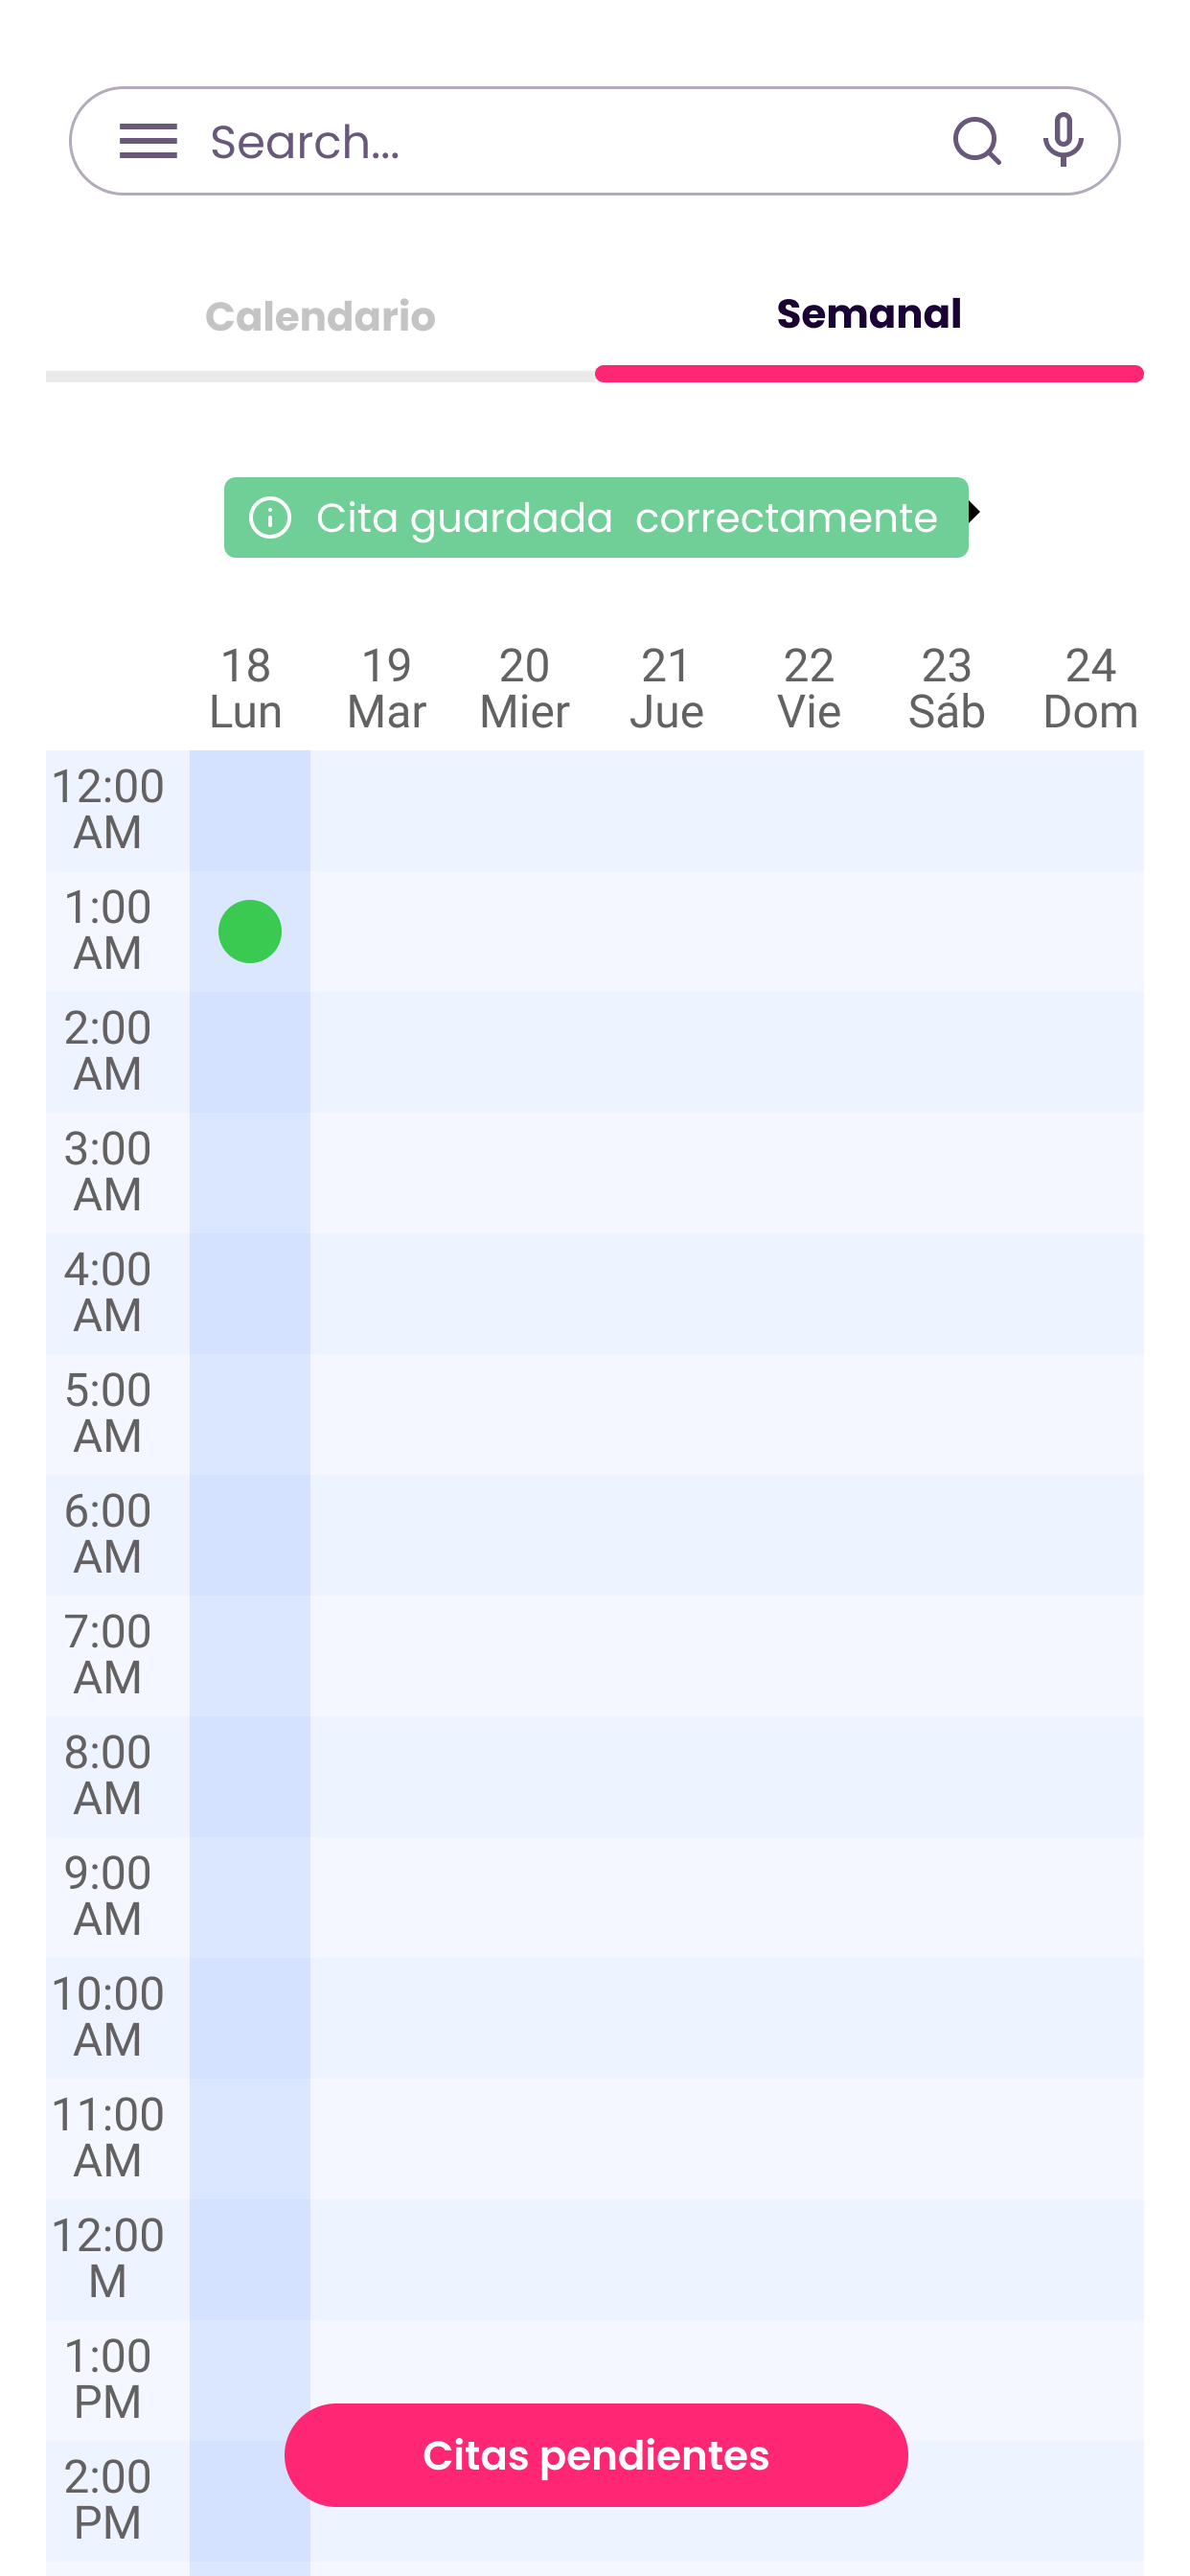 Search...
Calendario Semanal
Cita guardada  correctamente
18 19 20 21 22 23 24
Lun Mar Mier Jue Vie Sáb Dom
12:00
AM
1:00
AM
2:00
AM
3:00
AM
4:00
AM
5:00
AM
6:00
AM
7:00
AM
8:00
AM
9:00
AM
10:00
AM
11:00
AM
12:00
M
1:00
PM
Citas pendientes
2:00
PM